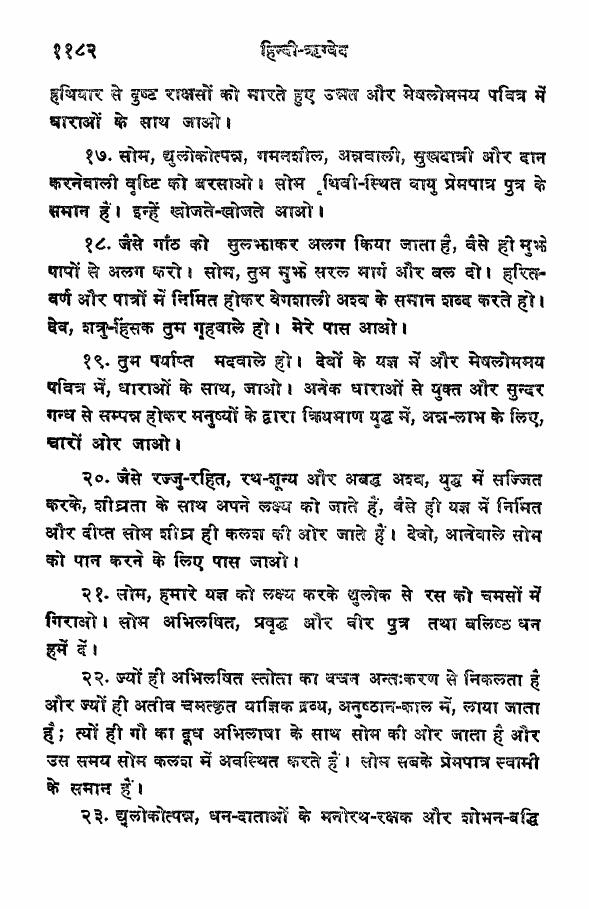 ११८२ हिन्दी-ऋग्वेद
हथियार से दुष्ट राक्षसों को मारते हुए उन्नत और मेषलोममय पवित्र में
धाराओं के साथ जाओ।
१७. सोम, द्युलोकोत्पन्न, गमनशील, अन्नवाली, सुखदात्री और दान
करनेवाली वृष्टि को बरसाओ। सोम पृथिवी-स्थित वायु प्रेमपात्र पुत्र के
समान हैं। इन्हें खोजते-खोजते आओ।
१८. जैसे गाँठ को सुलझाकर अलग किया जाता है, वैसे ही मुझे
पापों से अलग करो। सोम, तुम मुझे सरल मार्ग और बल दो। हरित-
वर्ण और पात्रों में निर्मित होकर वेगशाली अश्व के समान शब्द करते हो।
देव, शत्रु-हिंसक तुम गृहवाले हो। मेरे पास आओ।
१९. तुम पर्याप्त मदवाले हो। देवों के यज्ञ में और मेषलोममय
पवित्र में, धाराओं के साथ, जाओ। अनेक धाराओं से युक्त और सुन्दर
गन्ध से सम्पन्न होकर मनुष्यों के द्वारा क्रियमाण युद्ध में, अन्न-लाभ के लिए,
चारों ओर जाओ।
२०. जैसे रज्जु-रहित, रथ-शून्य और अबद्ध अश्व, युद्ध में सज्जित
करके, शीघ्रता के साथ अपने लक्ष्य को जाते हैं, वैसे ही यज्ञ में निर्मित
और दीप्त सोम शीघ्र ही कलश की ओर जाते हैं। देवो, आनेवाले सोम
को पान करने के लिए पास जाओ।
२१. सोम, हमारे यज्ञ को लक्ष्य करके द्युलोक से रस को चमसों में
गिराओ। सोम अभिलषित, प्रवृद्ध और वीर पुत्र तथा बलिष्ठ धन
हमें दें।
२२. ज्यों ही अभिलषित स्तोता का वचन अन्तःकरण से निकलता है
और ज्यों ही अतीव चमत्कृत याज्ञिक द्रव्य, अनुष्ठान-काल में, लाया जाता
है; त्यों ही गौ का दूध अभिलाषा के साथ सोम की ओर जाता है और
उस समय सोम कलश में अवस्थित करते हैं। सोम सबके प्रेमपात्र स्वामी
के समान हैं।
२३. द्युलोकोत्पन्न, धन-दाताओं के मनोरथ-रक्षक और शोभन-बद्धि